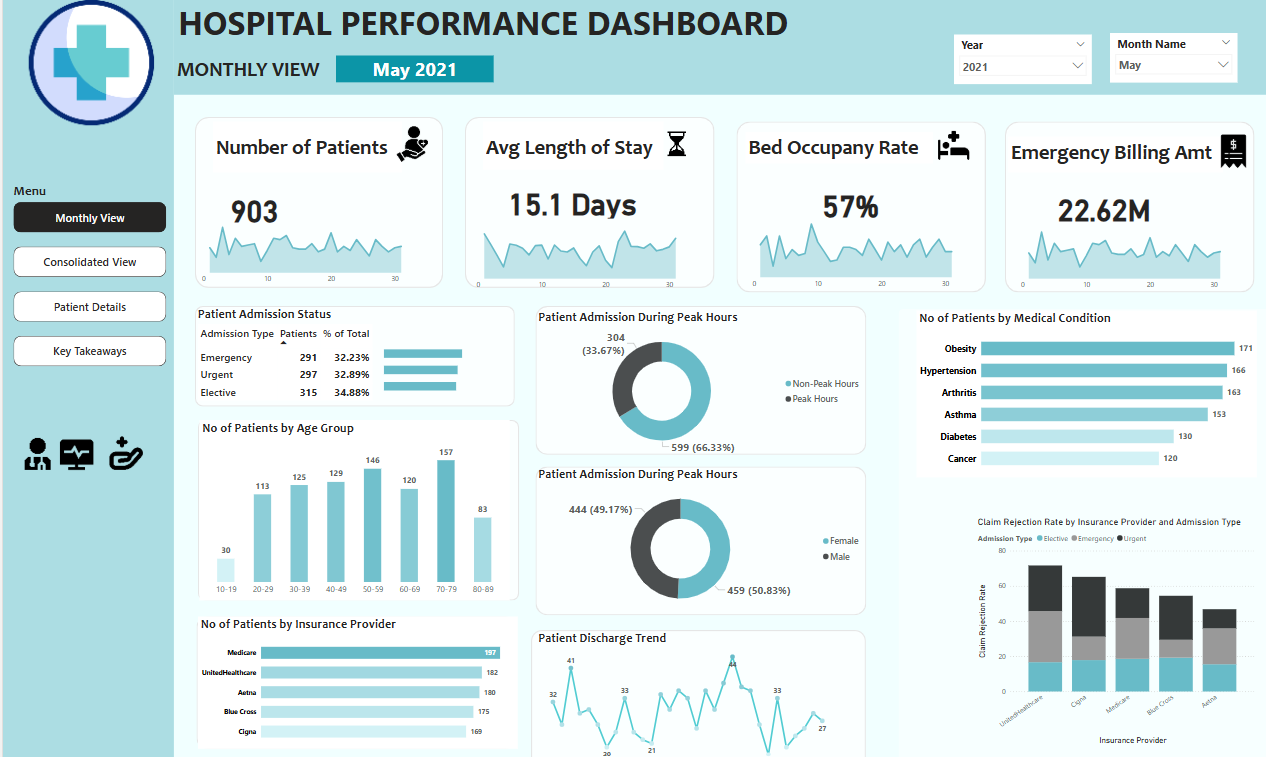 HOSPITAL PERFORMANCE DASHBOARD
MONTHLY VIEW
May 2021
Year
2021
Month Name
May
Menu
Monthly View
Consolidated View
Patient Details
Key Takeaways
Number of Patients
903
0 10 20 30
Avg Length of Stay
15.1 Days
0 10 20 30
Bed Occupany Rate
57%
0 10 20 30
Emergency Billing Amt
$
22.62M
0 10 20 30
Patient Admission Status
Admission Type Patients % of Total
Emergency 291 32.23%
Urgent 297 32.89%
Elective 315 34.88%
Patient Admission During Peak Hours
304
(33.67%)
599 (66.33%)
Non-Peak Hours
Peak Hours
No of Patients by Medical Condition
Obesity 171
Hypertension 166
Arthritis 163
Asthma 153
Diabetes 130
Cancer 120
No of Patients by Age Group
30 113 125 129 146 120 157 83
10-19 20-29 30-39 40-49 50-59 60-69 70-79 80-89
Patient Admission During Peak Hours
444 (49.17%)
459 (50.83%)
Female
Male
Claim Rejection Rate by Insurance Provider and Admission Type
Admission Type Elective Emergency Urgent
Claim Rejection Rate
80
60
40
20
0
UnitedHealthcare Cigna Medicare Blue Cross Aetna
Insurance Provider
No of Patients by Insurance Provider
Medicare 197
UnitedHealthcare 182
Aetna 180
Blue Cross 175
Cigna 169
Patient Discharge Trend
32 41 20 33 21 44 33 27